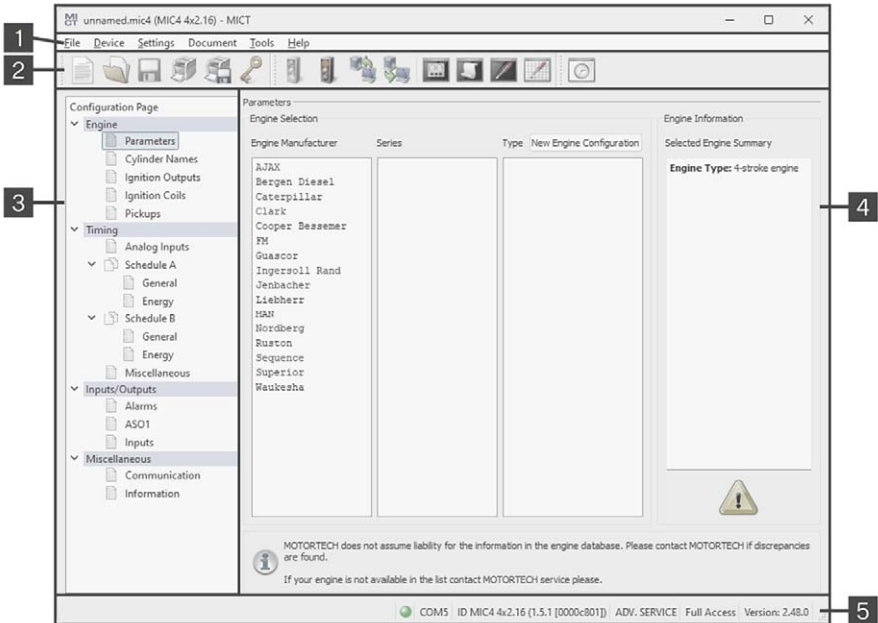 MI
CT unnamed.mic4 (MIC4 4x2.16) - MICT
1
File Device Settings Document Tools Help
2
3
Configuration Page
Engine
Parameters
Cylinder Names
Ignition Outputs
Ignition Coils
Pickups
Timing
Analog Inputs
Schedule A
General
Energy
Schedule B
General
Energy
Miscellaneous
Inputs/Outputs
Alarms
ASO1
Inputs
Miscellaneous
Communication
Information
Parameters
Engine Selection
Engine Manufacturer Series Type New Engine Configuration
AJAX
Bergen Diesel
Caterpillar
Clark
Cooper Bessemer
FM
Guascor
Ingersoll Rand
Jenbacher
Liebherr
MAN
Nordberg
Ruston
Sequence
Superior
Waukesha
Engine Information
Selected Engine Summary
Engine Type: 4-stroke engine
4
MOTORTECH does not assume liability for the information in the engine database. Please contact MOTORTECH if discrepancies
are found.
If your engine is not available in the list contact MOTORTECH service please.
COM5 ID MIC4 4x2.16 (1.5.1 [0000c801]) ADV. SERVICE Full Access Version: 2.48.0
5